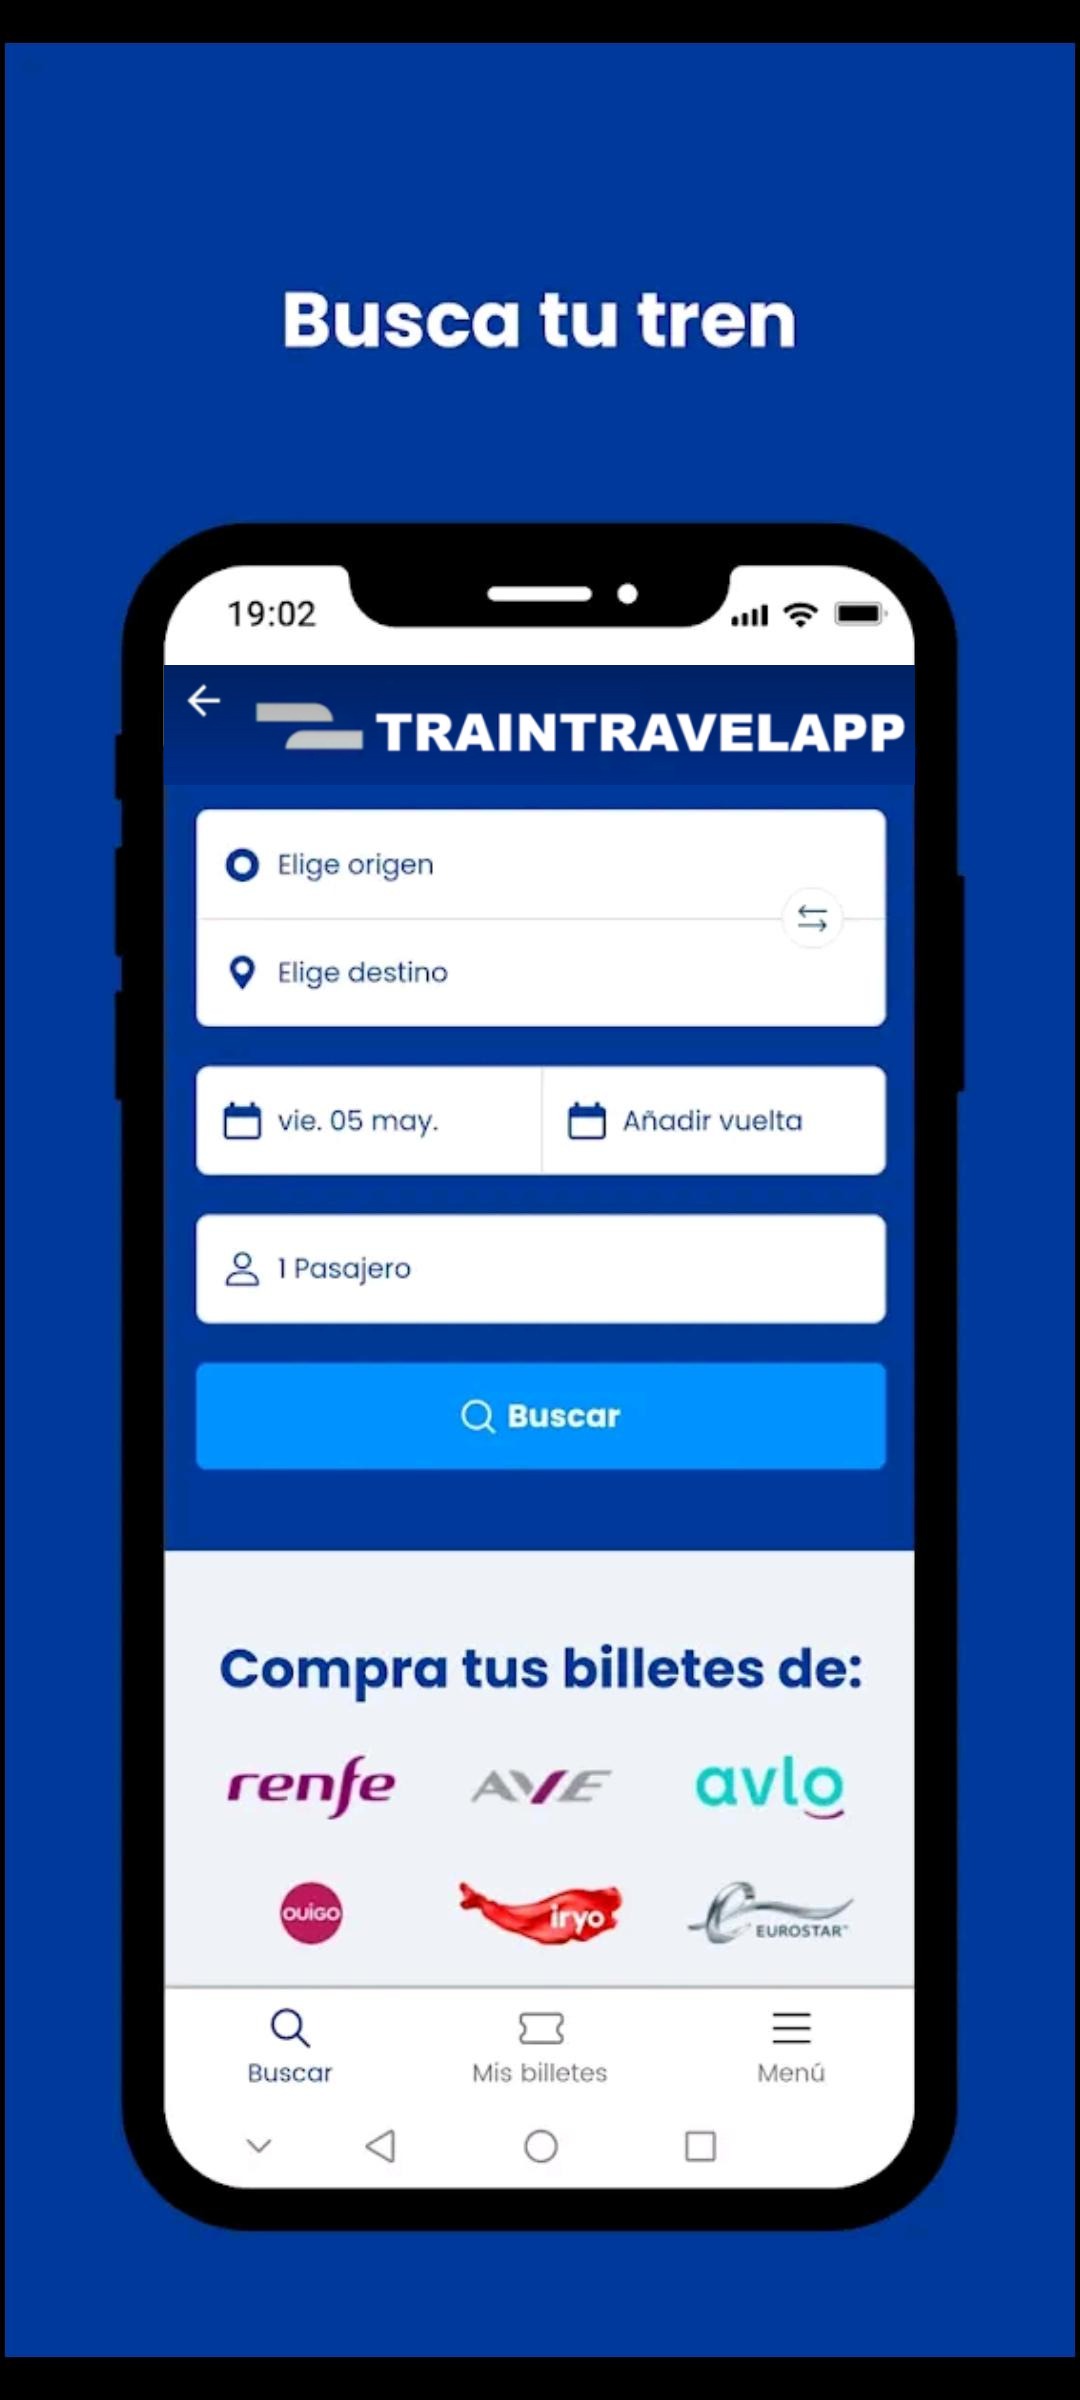 Busca tu tren
19:02
TRAINTRAVELAPP
Elige origen
Elige destino
vie. 05 may.
Añadir vuelta
1 Pasajero
Buscar
Compra tus billetes de:
renfe
AVE
avlo
OUIGO
iryo
EUROSTAR™
Buscar
Mis billetes
Menú